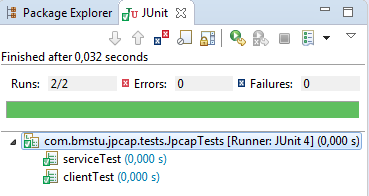 Package Explorer JUnit
Finished after 0,032 seconds
Runs: 2/2 Errors: 0 Failures: 0
com.bmstu.jpcap.tests.JpcapTests [Runner: JUnit 4] (0,000 s)
serviceTest (0,000 s)
clientTest (0,000 s)